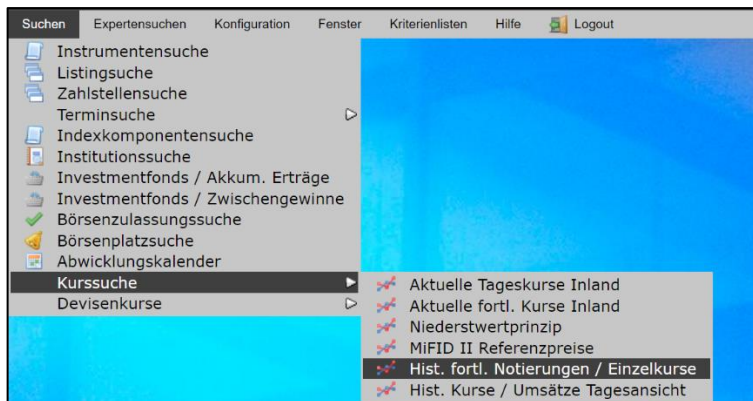 Suchen Expertensuchen Konfiguration Fenster Kriterienlisten Hilfe Logout
Instrumentensuche
Listingsuche
Zahlstellensuche
Terminsuche
Indexkomponentensuche
Institutionssuche
Investmentfonds / Akkum. Erträge
Investmentfonds / Zwischengewinne
Börsenzulassungssuche
Börsenplatzsuche
Abwicklungskalender
Kurssuche
Devisenkurse
Aktuelle Tageskurse Inland
Aktuelle fortl. Kurse Inland
Niederstwertprinzip
MiFID II Referenzpreise
Hist. fortl. Notierungen / Einzelkurse
Hist. Kurse / Umsätze Tagesansicht